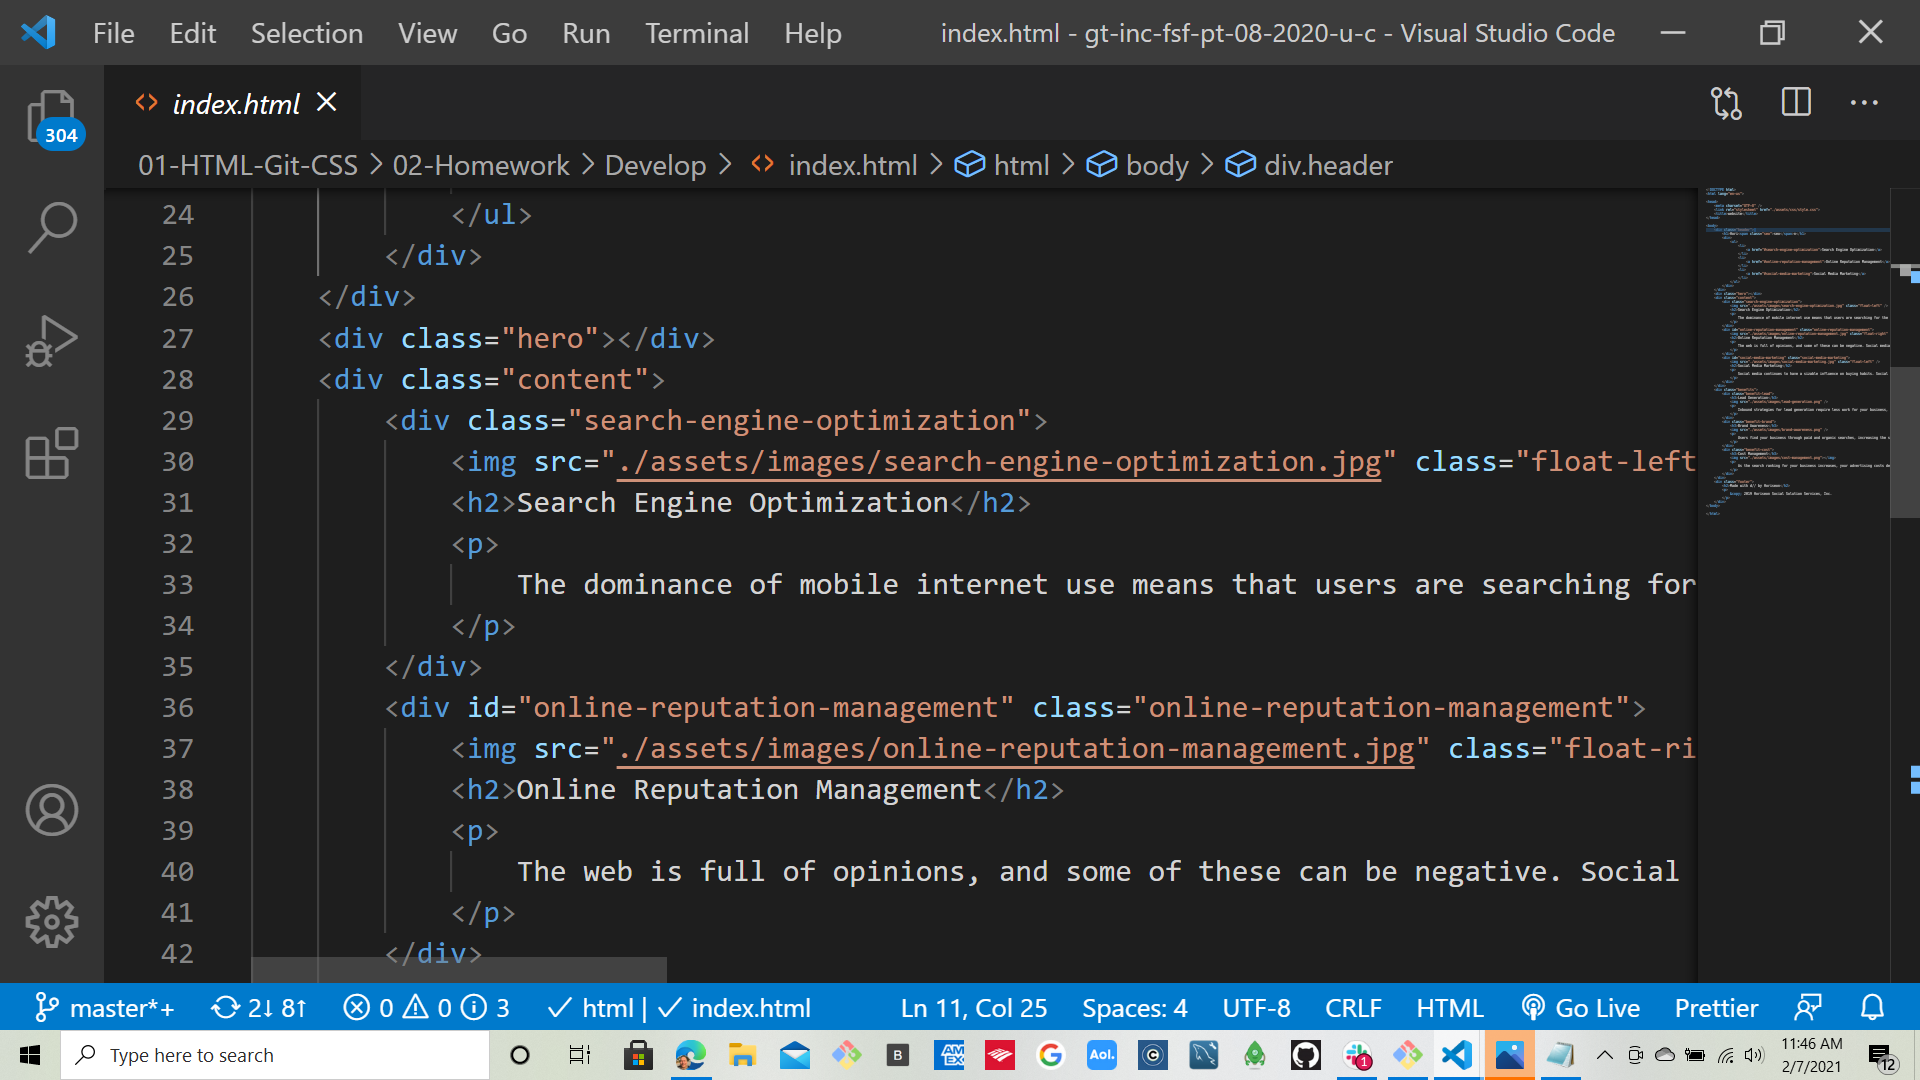 File Edit Selection View Go Run Terminal Help index.html - gt-inc-fsf-pt-08-2020-u-c - Visual Studio Code
index.html
304
01-HTML-Git-CSS > 02-Homework > Develop > index.html > html > body > div.header
24 </ul>
25 </div>
26 </div>
27 <div class="hero"></div>
28 <div class="content">
29 <div class="search-engine-optimization">
30 <img src="./assets/images/search-engine-optimization.jpg" class="float-left
31 <h2>Search Engine Optimization</h2>
32 <p>
33 The dominance of mobile internet use means that users are searching for
34 </p>
35 </div>
36 <div id="online-reputation-management" class="online-reputation-management">
37 <img src="./assets/images/online-reputation-management.jpg" class="float-ri
38 <h2>Online Reputation Management</h2>
39 <p>
40 The web is full of opinions, and some of these can be negative. Social
41 </p>
42 </div>
master*+ 2↓ 8↑ 0 0 3 html | index.html Ln 11, Col 25 Spaces: 4 UTF-8 CRLF HTML Go Live Prettier
Type here to search
B
AM EX
Aol.
1
11:46 AM
2/7/2021
12